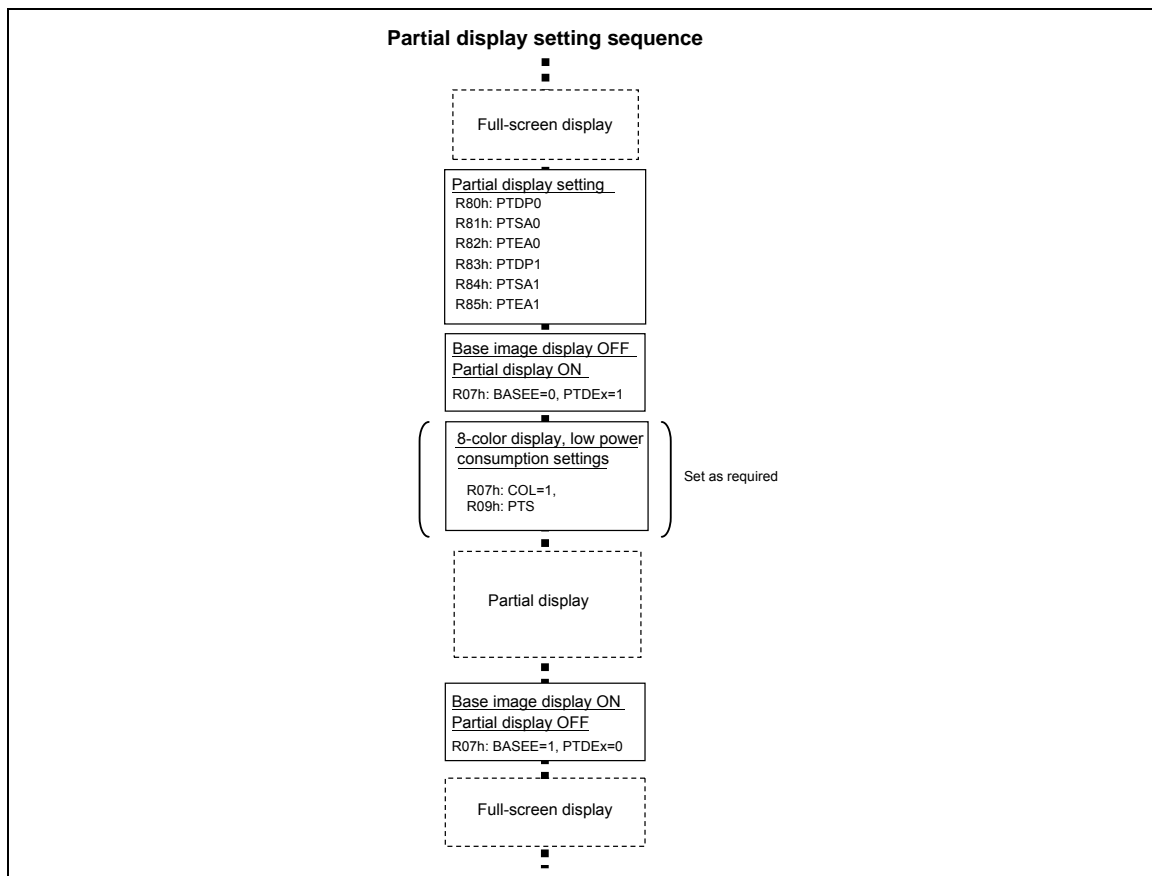 Partial display setting sequence
Full-screen display
Partial display setting
R80h: PTDP0
R81h: PTSA0
R82h: PTEA0
R83h: PTDP1
R84h: PTSA1
R85h: PTEA1
Base image display OFF
Partial display ON
R07h: BASEE=0, PTDEx=1
8-color display, low power
consumption settings
R07h: COL=1,
R09h: PTS
Set as required
Partial display
Base image display ON
Partial display OFF
R07h: BASEE=1, PTDEx=0
Full-screen display